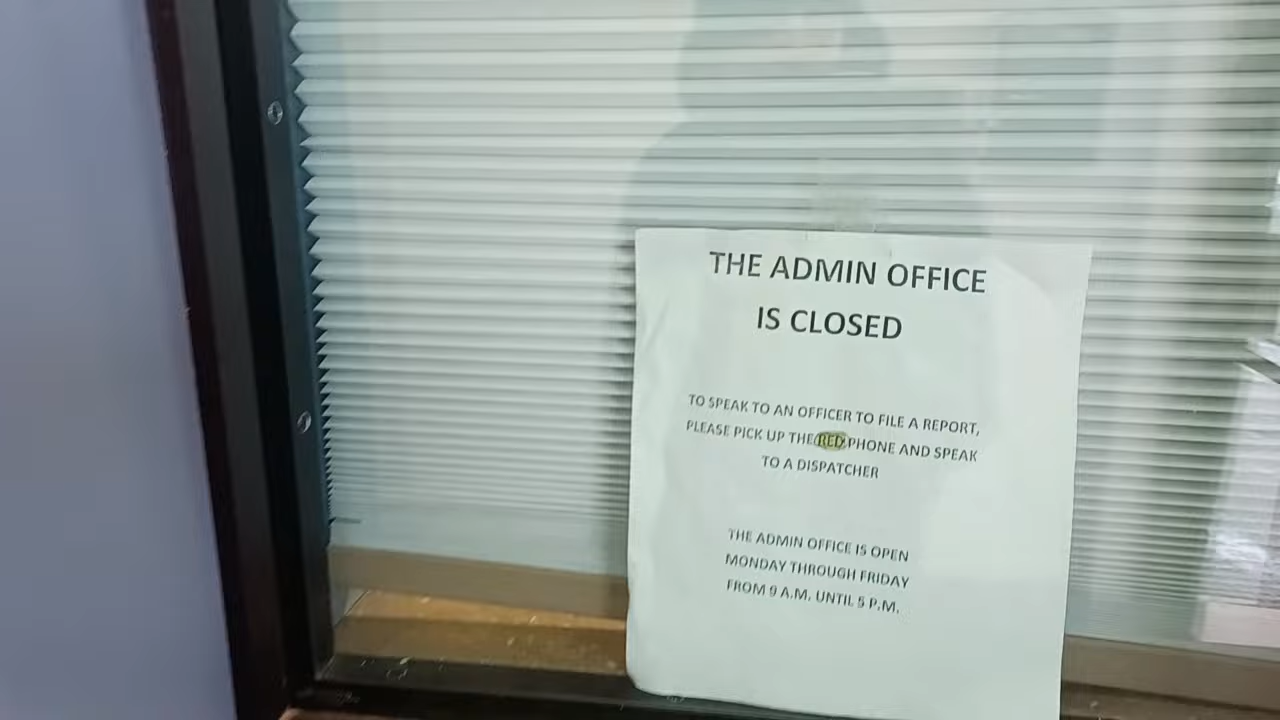 THE ADMIN OFFICE
IS CLOSED
TO SPEAK TO AN OFFICER TO FILE A REPORT,
PLEASE PICK UP THE RED PHONE AND SPEAK
TO A DISPATCHER
THE ADMIN OFFICE IS OPEN
MONDAY THROUGH FRIDAY
FROM 9 A.M. UNTIL 5 P.M.